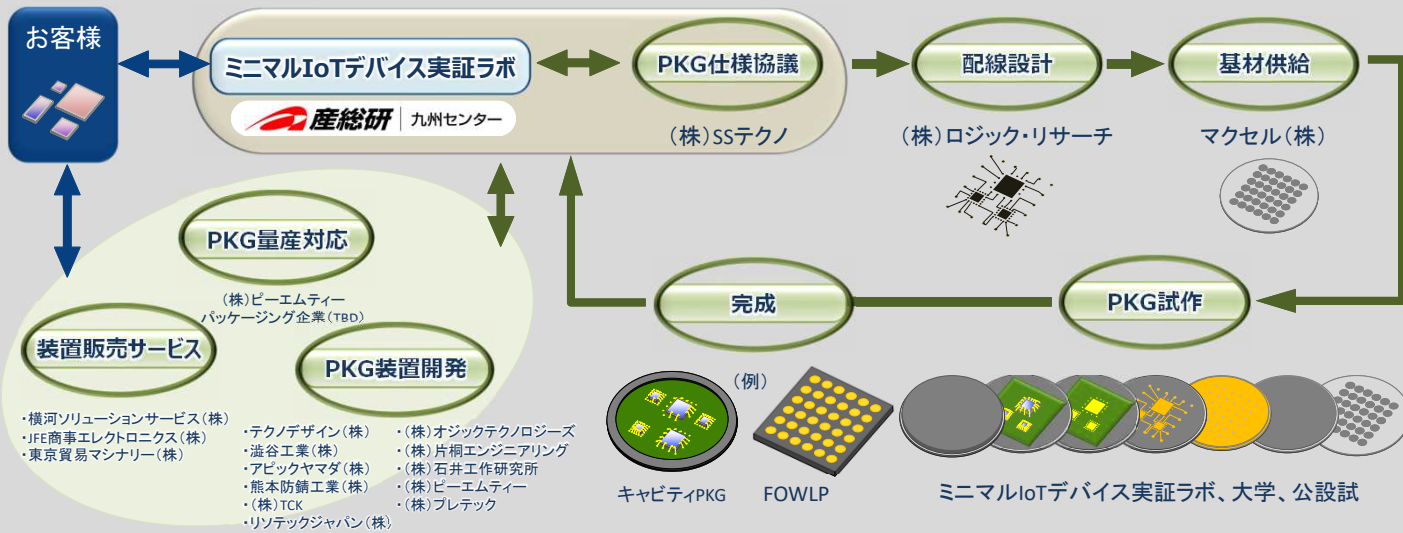 お客様
ミニマルIoTデバイス実証ラボ
産総研 九州センター
PKG仕様協議
(株)SSテクノ
配線設計
(株)ロジック・リサーチ
基材供給
マクセル(株)
PKG量産対応
(株)ピーエムティー
パッケージング企業(TBD)
装置販売サービス
・横河ソリューションサービス(株)
・JFE商事エレクトロニクス(株)
・東京貿易マシナリー(株)
PKG装置開発
・テクノデザイン(株)
・澁谷工業(株)
・アピックヤマダ(株)
・熊本防錆工業(株)
・(株)TCK
・リソテックジャパン(株)
・(株)オジックテクノロジーズ
・(株)片桐エンジニアリング
・(株)石井工作研究所
・(株)ピーエムティー
・(株)プレテック
完成
(例)
キャビティPKG
FOWLP
PKG試作
ミニマルIoTデバイス実証ラボ、大学、公設試